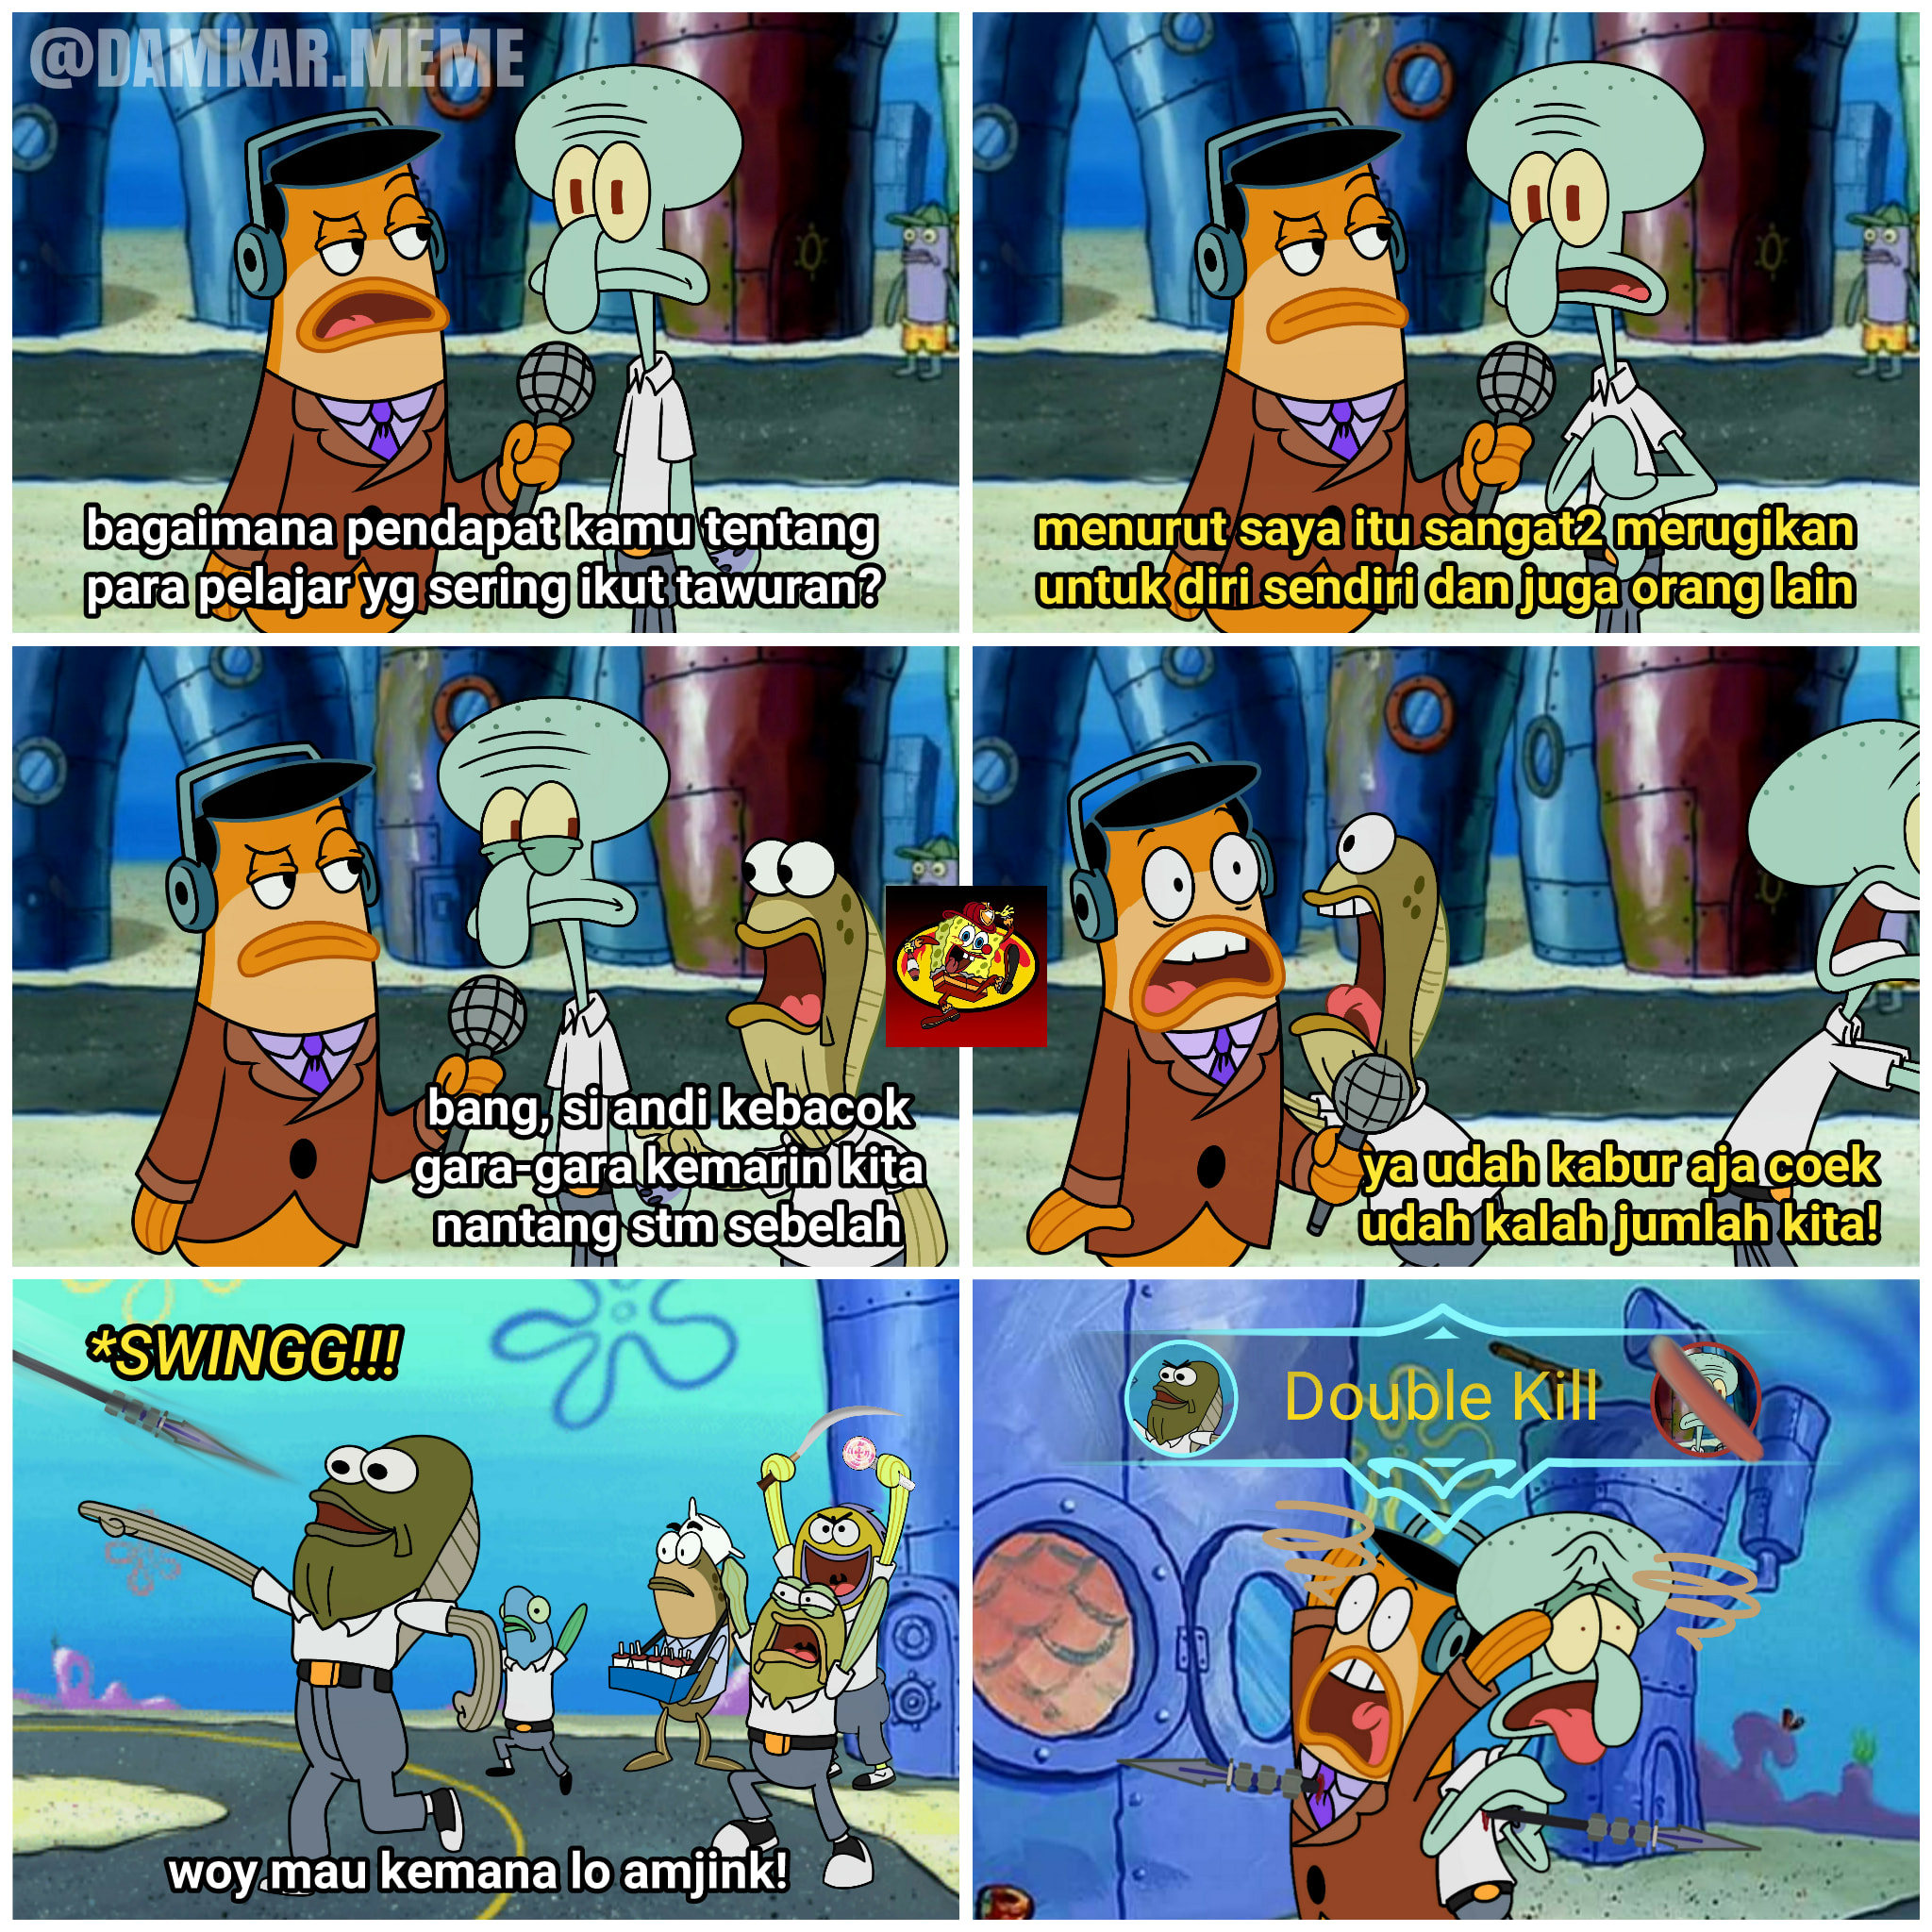 @DAMKAR.MEME
bagaimana pendapat kamu tentang
para pelajar yg sering ikut tawuran?
menurut saya itu sangat2 merugikan
untuk diri sendiri dan juga orang lain
bang, si andi kebacok
gara-gara kemarin kita
nantang stm sebelah
ya udah kabur aja coek
udah kalah jumlah kita!
*SWINGG!!!
woy mau kemana lo amjink!
Double Kill